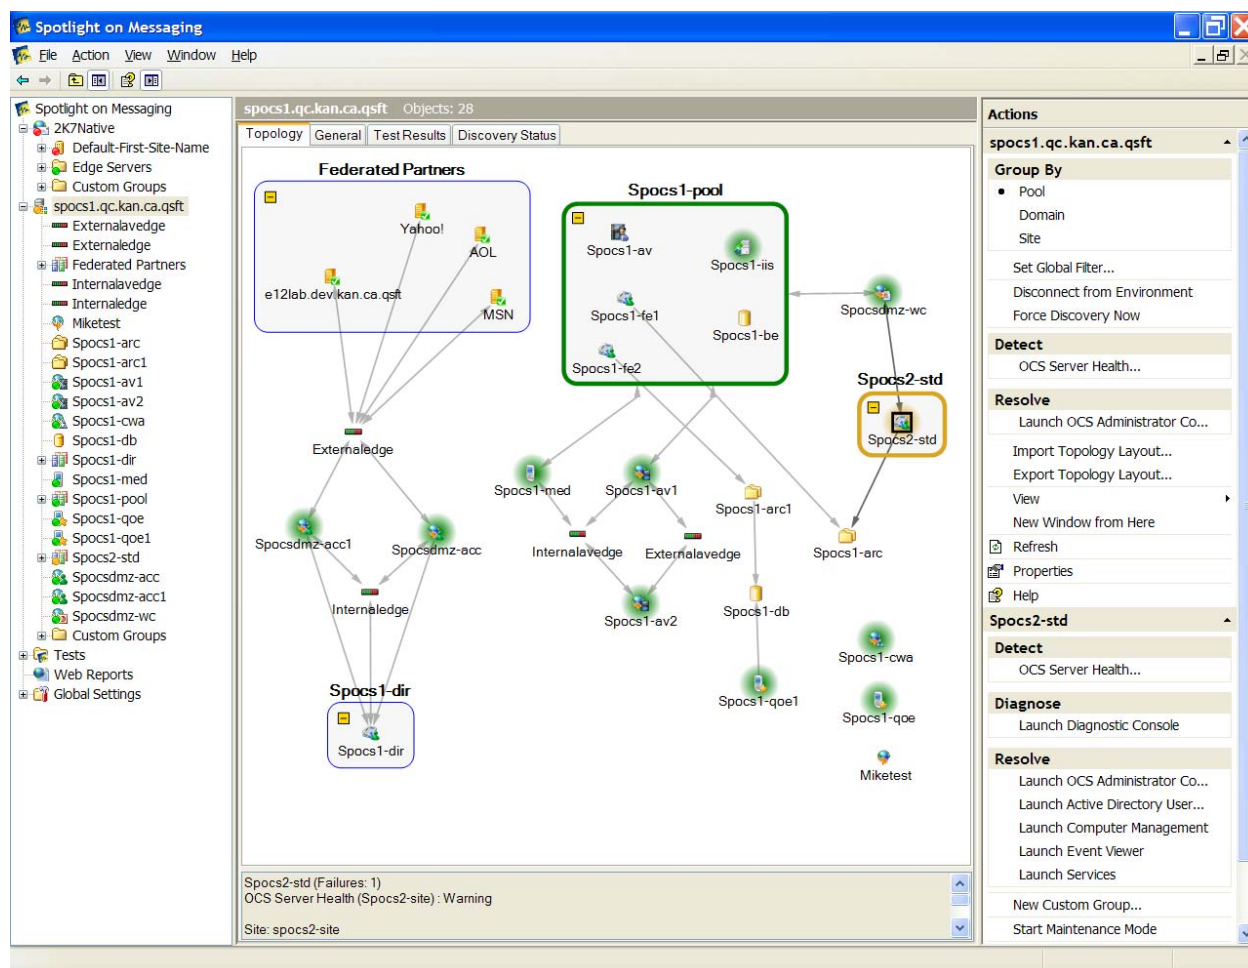 Spotlight on Messaging
File Action View Window Help
Spotlight on Messaging
2K7Native
Default-First-Site-Name
Edge Servers
Custom Groups
spocs1.qc.kan.ca.qsft
Externalavedge
Externaledge
Federated Partners
Internalavedge
Internaledge
Miketest
Spocs1-arc
Spocs1-arc1
Spocs1-av1
Spocs1-av2
Spocs1-cwa
Spocs1-db
Spocs1-dir
Spocs1-med
Spocs1-pool
Spocs1-qoe
Spocs1-qoe1
Spocs2-std
Spocsdmz-acc
Spocsdmz-acc1
Spocsdmz-wc
Custom Groups
Tests
Web Reports
Global Settings
spocs1.qc.kan.ca.qsft Objects: 28
Topology General Test Results Discovery Status
Federated Partners
Yahoo!
AOL
e12lab.dev.kan.ca.qsft
MSN
Spocs1-pool
Spocs1-av
Spocs1-iis
Spocs1-fe1
Spocs1-be
Spocs1-fe2
Spocsdmz-wc
Spocs2-std
Spocs2-std
Externaledge
Spocs1-med
Spocs1-av1
Spocs1-arc1
Spocsdmz-acc1
Spocsdmz-acc
Internalavedge
Externalavedge
Spocs1-arc
Internaledge
Spocs1-av2
Spocs1-db
Spocs1-cwa
Spocs1-dir
Spocs1-dir
Spocs1-qoe1
Spocs1-qoe
Miketest
Spocs2-std (Failures: 1)
OCS Server Health (Spocs2-site) : Warning
Site: spocs2-site
Actions
spocs1.qc.kan.ca.qsft
Group By
Pool
Domain
Site
Set Global Filter...
Disconnect from Environment
Force Discovery Now
Detect
OCS Server Health...
Resolve
Launch OCS Administrator Co...
Import Topology Layout...
Export Topology Layout...
View
New Window from Here
Refresh
Properties
Help
Spocs2-std
Detect
OCS Server Health...
Diagnose
Launch Diagnostic Console
Resolve
Launch OCS Administrator Co...
Launch Active Directory User...
Launch Computer Management
Launch Event Viewer
Launch Services
New Custom Group...
Start Maintenance Mode